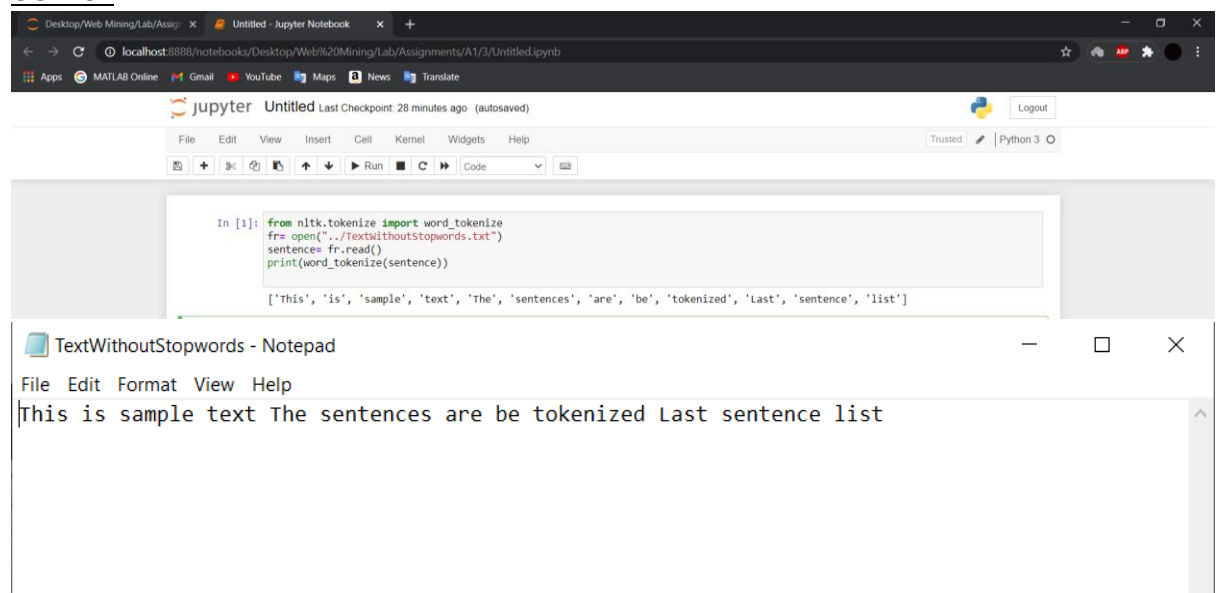 Desktop/Web Mining/Lab/Assig
Untitled - Jupyter Notebook
localhost:8888/notebooks/Desktop/Web%20Mining/Lab/Assignments/A1/3/Untitled.ipynb
ABP
Apps MATLAB Online Gmail YouTube Maps a News Translate
jupyter Untitled Last Checkpoint: 28 minutes ago (autosaved)
Logout
File Edit View Insert Cell Kernel Widgets Help
Trusted Python 3
Run Code
In [1]: from nltk.tokenize import word_tokenize
fr= open("../TextWithoutStopwords.txt")
sentence= fr.read()
print(word_tokenize(sentence))
['This', 'is', 'sample', 'text', 'The', 'sentences', 'are', 'be', 'tokenized', 'Last', 'sentence', 'list']
TextWithoutStopwords - Notepad
File Edit Format View Help
This is sample text The sentences are be tokenized Last sentence list